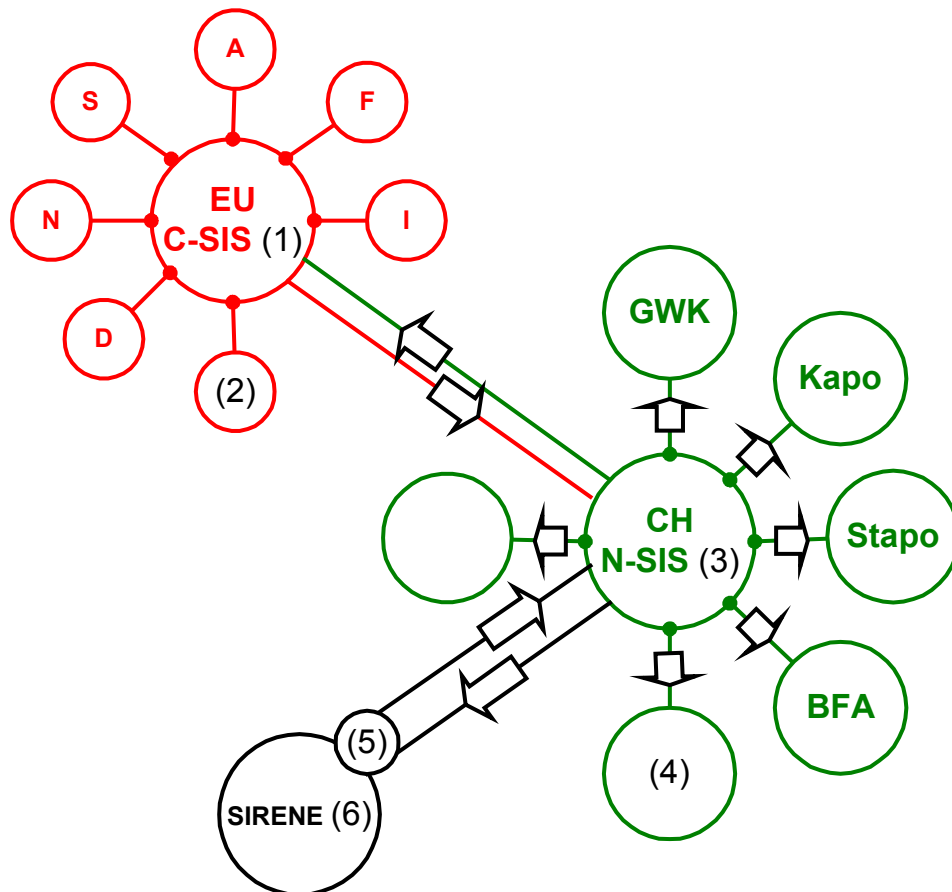 A
S
F
EU
N
C-SIS (1)
I
D
(2)
GWK
Kapo
CH
N-SIS (3)
Stapo
BFA
(5)
(4)
SIRENE (6)